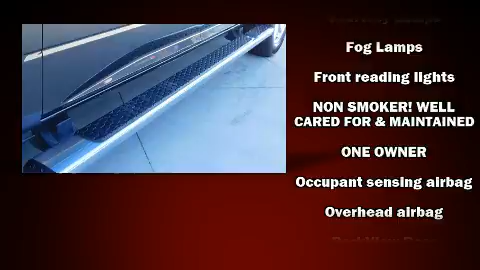 Fog Lamps
Front reading lights
NON SMOKER! WELL
CARED FOR & MAINTAINED
ONE OWNER
Occupant sensing airbag
Overhead airbag